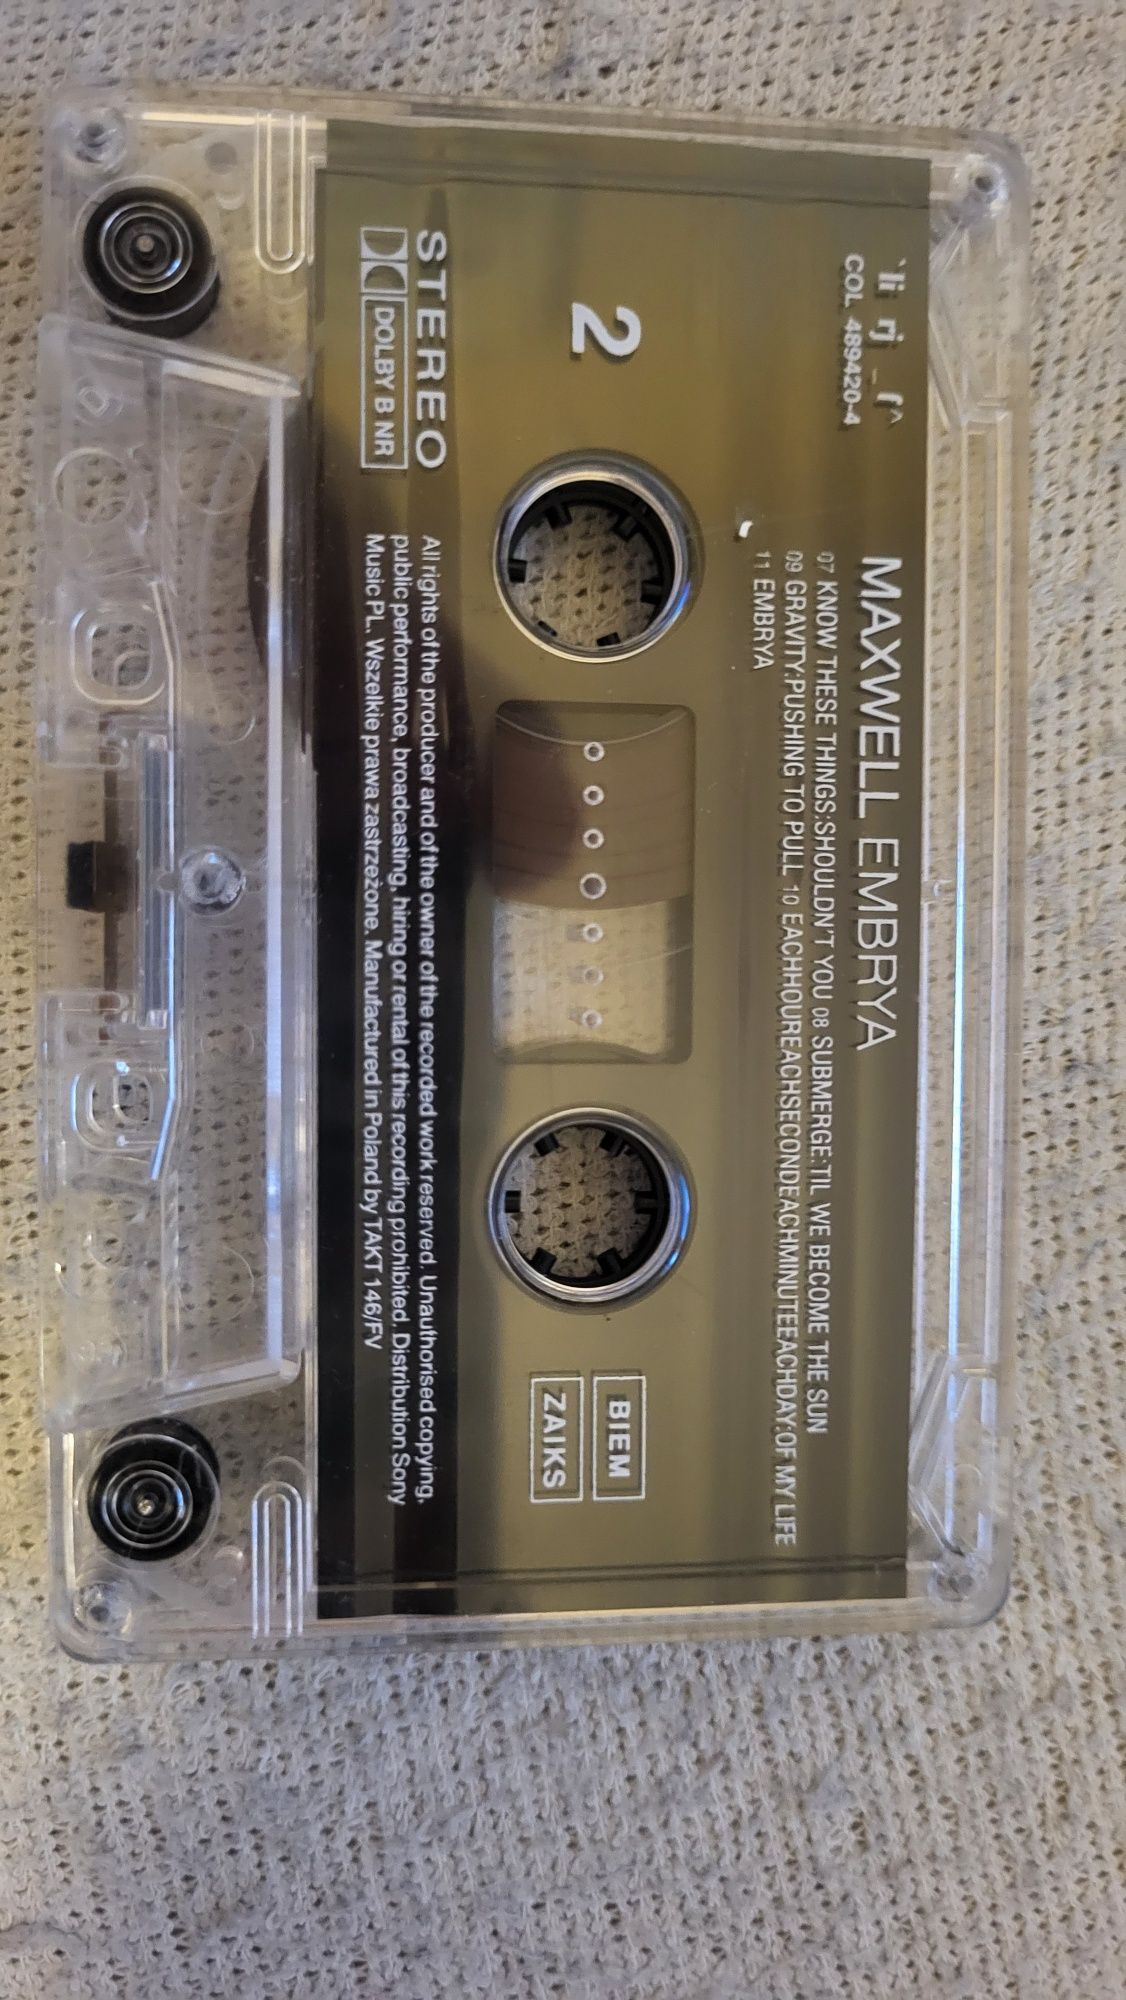 MAXWELL EMBRYA
COL 489420-4
07 KNOW THESE THINGS:SHOULDN'T YOU 08 SUBMERGE:TIL WE BECOME THE SUN
09 GRAVITY:PUSHING TO PULL 10 EACHHOUREACHSECONDEACHMINUTEEACHDAY:OF MY LIFE
11 EMBRYA
2
BIEM
ZAIKS
STEREO
DOLBY B NR
All rights of the producer and of the owner of the recorded work reserved. Unauthorised copying,
public performance, broadcasting, hiring or rental of this recording prohibited. Distribution Sony
Music PL. Wszelkie prawa zastrzeżone. Manufactured in Poland by TAKT 146/FV